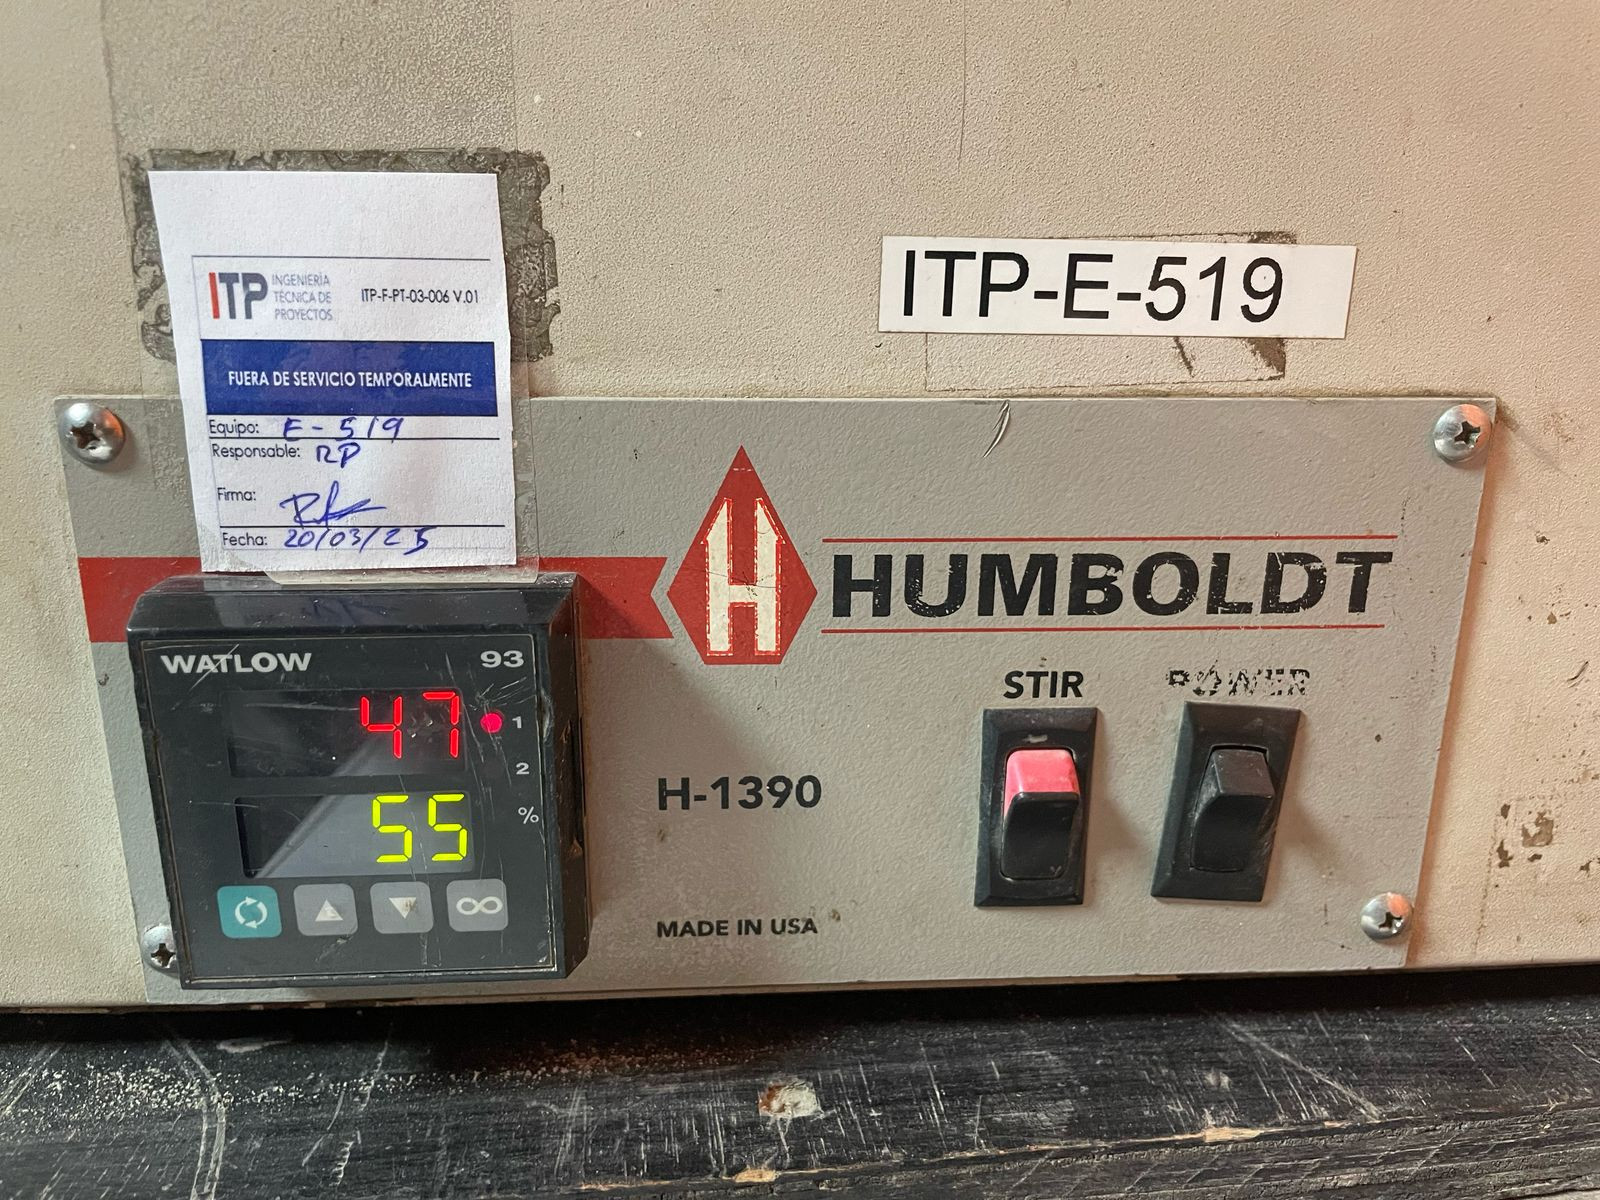 ITP INGENIERÍA
TÉCNICA DE
PROYECTOS
ITP-F-PT-03-006 V.01
FUERA DE SERVICIO TEMPORALMENTE
Equipo: E-519
Responsable: RP
Firma:
Fecha: 20/03/25
ITP-E-519
H HUMBOLDT
WATLOW 93
47 1
2
55 %
STIR POWER
H-1390
MADE IN USA